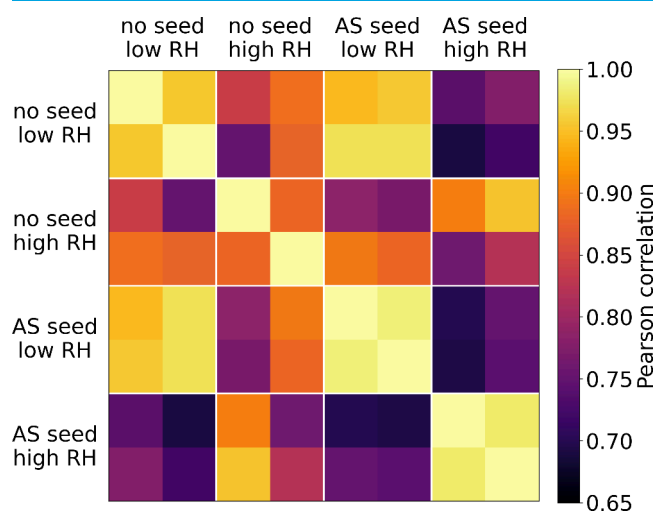 no seed no seed AS seed AS seed
low RH high RH low RH high RH
no seed
low RH
no seed
high RH
AS seed
low RH
AS seed
high RH
1.00
0.95
0.90
0.85
0.80
0.75
0.70
0.65
Pearson correlation